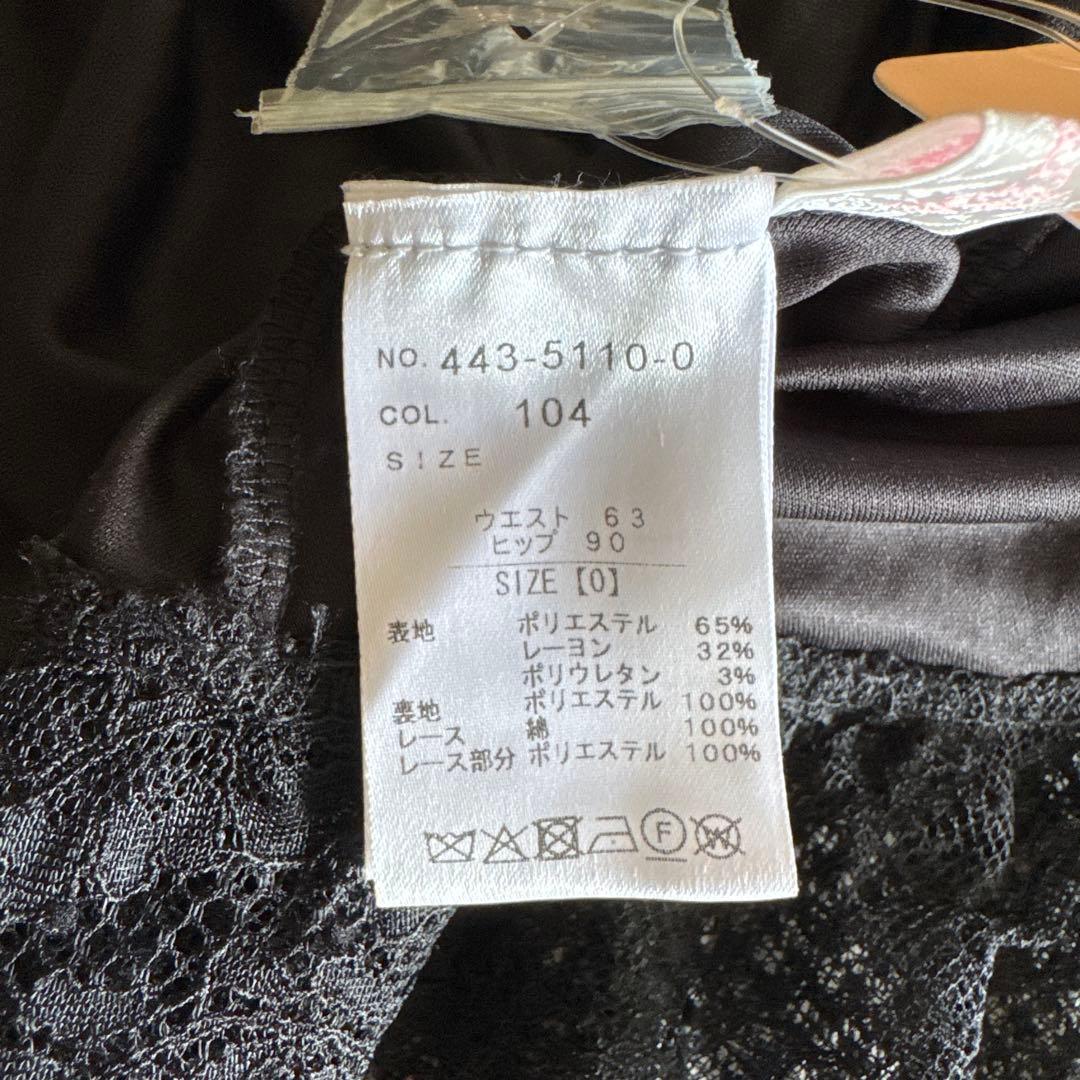 NO. 443-5110-0
COL. 104
SIZE
ウエスト 63
ヒップ 90
SIZE【0】
表地 ポリエステル 65%
レーヨン 32%
ポリウレタン 3%
裏地 ポリエステル 100%
レース 綿 100%
レース部分 ポリエステル 100%
F W